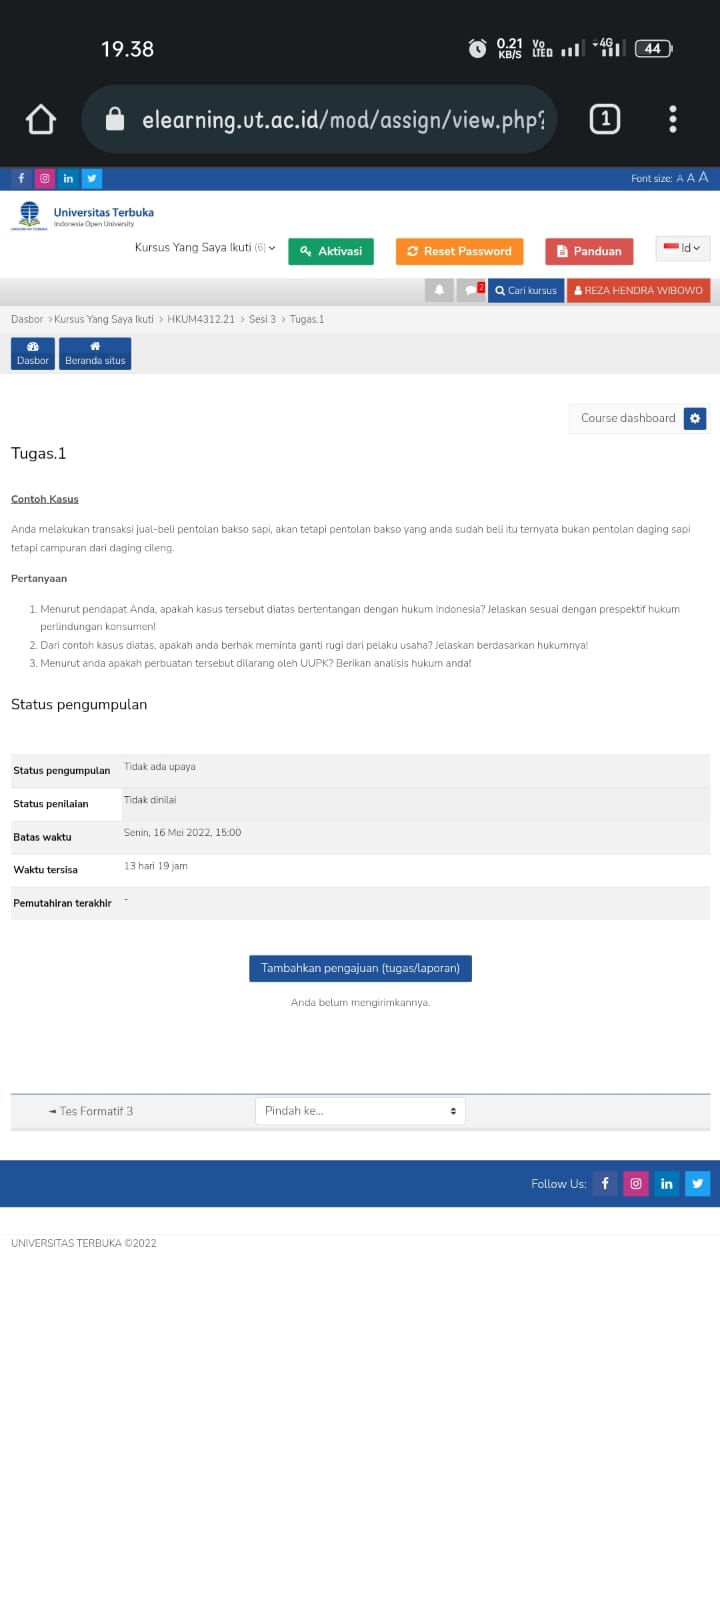 19.38
0.21 KB/S
Vo LTE
4G
44
elearning.ut.ac.id/mod/assign/view.php?
1
Font size: A A A
Universitas Terbuka
Indonesia Open University
Kursus Yang Saya Ikuti (6)
Aktivasi
Reset Password
Panduan
Id
2
Cari kursus
REZA HENDRA WIBOWO
Dasbor > Kursus Yang Saya Ikuti > HKUM4312.21 > Sesi 3 > Tugas.1
Dasbor
Beranda situs
Course dashboard
Tugas.1
Contoh Kasus
Anda melakukan transaksi jual-beli pentolan bakso sapi, akan tetapi pentolan bakso yang anda sudah beli itu ternyata bukan pentolan daging sapi
tetapi campuran dari daging cileng.
Pertanyaan
1. Menurut pendapat Anda, apakah kasus tersebut diatas bertentangan dengan hukum Indonesia? Jelaskan sesuai dengan prespektif hukum
perlindungan konsumen!
2. Dari contoh kasus diatas, apakah anda berhak meminta ganti rugi dari pelaku usaha? Jelaskan berdasarkan hukumnya!
3. Menurut anda apakah perbuatan tersebut dilarang oleh UUPK? Berikan analisis hukum anda!
Status pengumpulan
Status pengumpulan Tidak ada upaya
Status penilaian Tidak dinilai
Batas waktu Senin, 16 Mei 2022, 15:00
Waktu tersisa 13 hari 19 jam
Pemutahiran terakhir -
Tambahkan pengajuan (tugas/laporan)
Anda belum mengirimkannya.
◄ Tes Formatif 3
Pindah ke...
Follow Us:
UNIVERSITAS TERBUKA ©2022